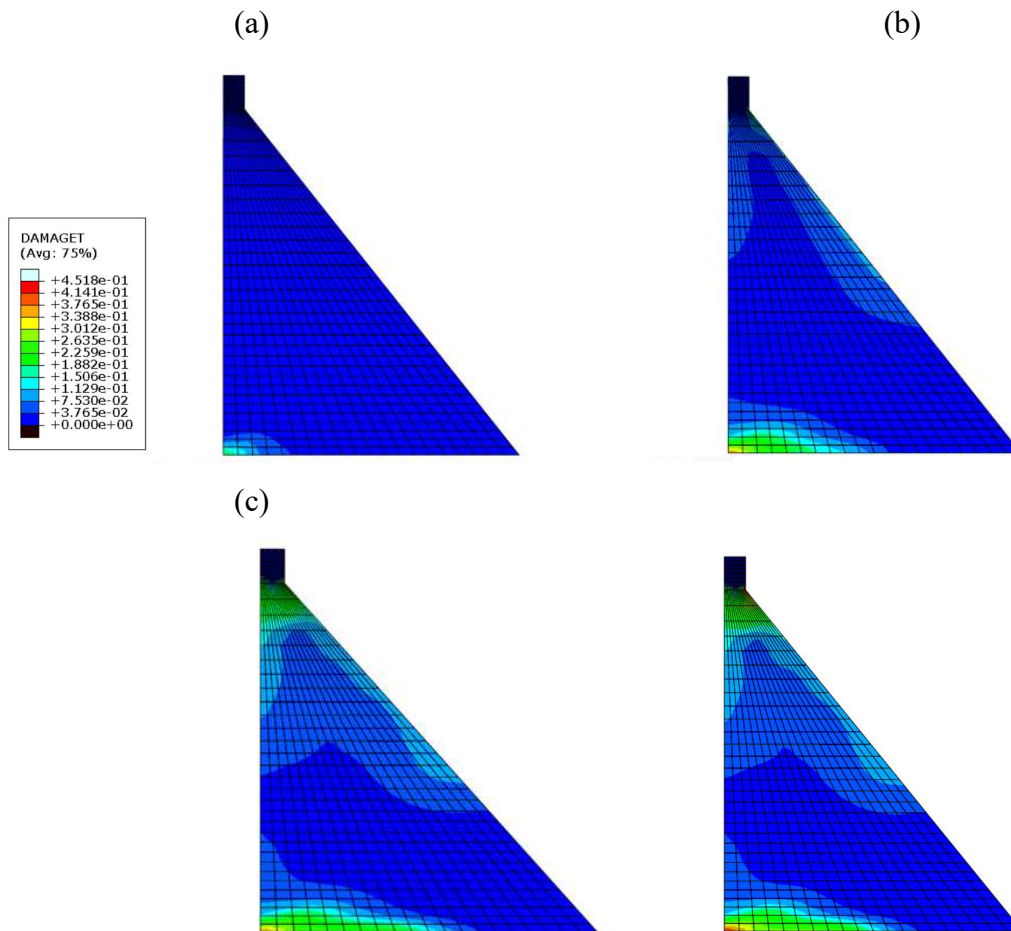 (a)
(b)
DAMAGET
(Avg: 75%)
+4.518e-01
+4.141e-01
+3.765e-01
+3.388e-01
+3.012e-01
+2.635e-01
+2.259e-01
+1.882e-01
+1.506e-01
+1.129e-01
+7.530e-02
+3.765e-02
+0.000e+00
(c)